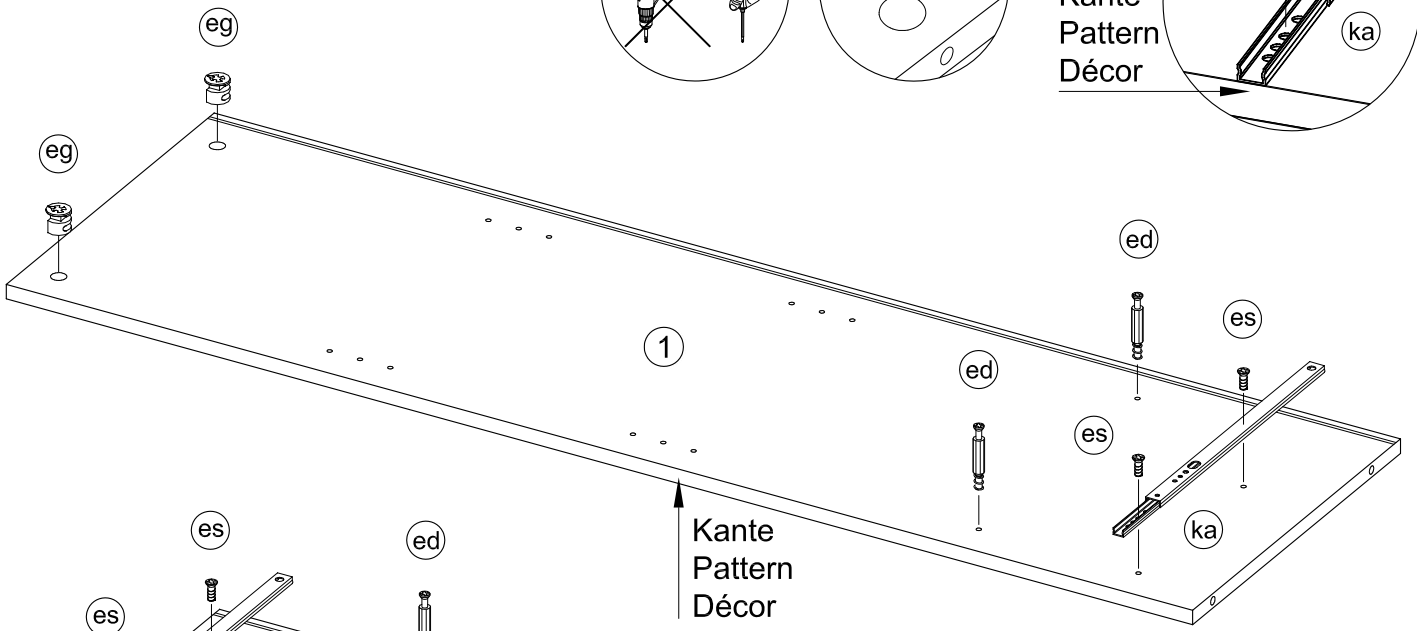 eg
Kante
Pattern
Décor
ka
eg
ed
es
1
ed
es
ka
Kante
Pattern
Décor
es
ed
es